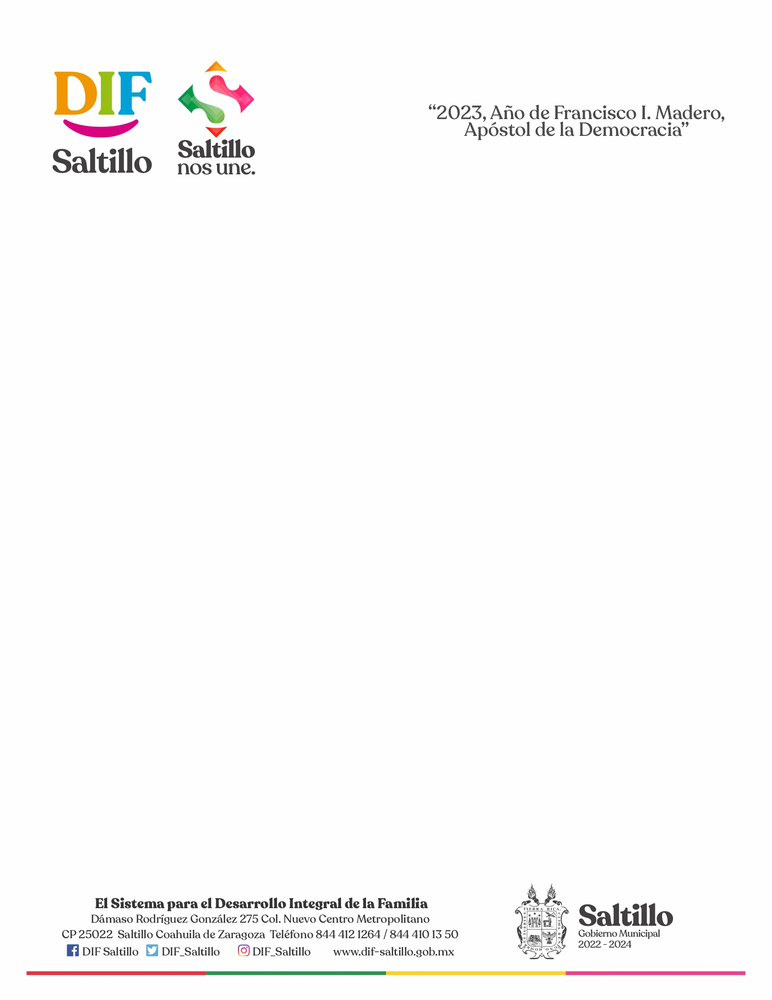 DIF
Saltillo
Saltillo
nos une.
“2023, Año de Francisco I. Madero,
Apóstol de la Democracia”
El Sistema para el Desarrollo Integral de la Familia
Dámaso Rodríguez González 275 Col. Nuevo Centro Metropolitano
CP 25022 Saltillo Coahuila de Zaragoza Teléfono 844 412 1264 / 844 410 13 50
DIF Saltillo DIF_Saltillo DIF_Saltillo www.dif-saltillo.gob.mx
TIERRA RICA, CLIMA BENIGNO, HOMBRES FUERTES
Saltillo
Gobierno Municipal
2022 - 2024